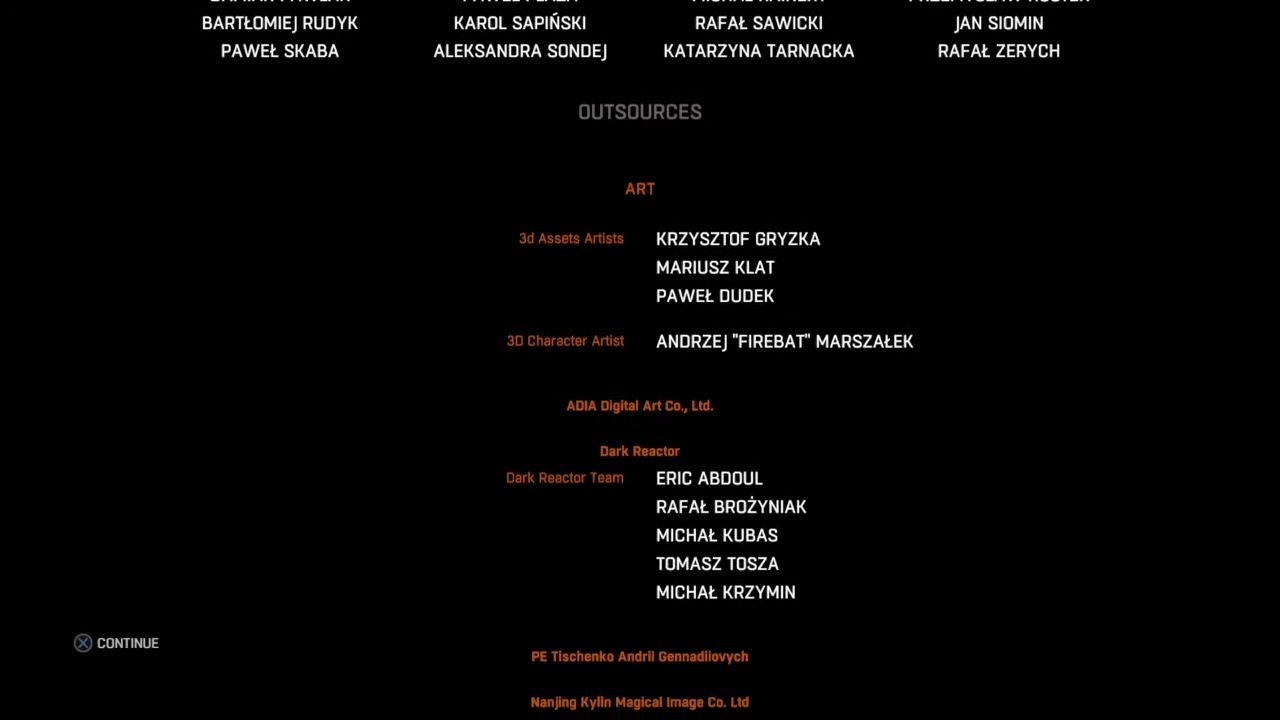 BARTŁOMIEJ RUDYK KAROL SAPIŃSKI RAFAŁ SAWICKI JAN SIOMIN
PAWEŁ SKABA ALEKSANDRA SONDEJ KATARZYNA TARNACKA RAFAŁ ZERYCH
OUTSOURCES
ART
3d Assets Artists KRZYSZTOF GRYZKA
MARIUSZ KLAT
PAWEŁ DUDEK
3D Character Artist ANDRZEJ "FIREBAT" MARSZAŁEK
ADIA Digital Art Co., Ltd.
Dark Reactor
Dark Reactor Team ERIC ABDOUL
RAFAŁ BROŻYNIAK
MICHAŁ KUBAS
TOMASZ TOSZA
MICHAŁ KRZYMIN
CONTINUE
PE Tischenko Andrii Gennadiiovych
Nanjing Kylin Magical Image Co. Ltd